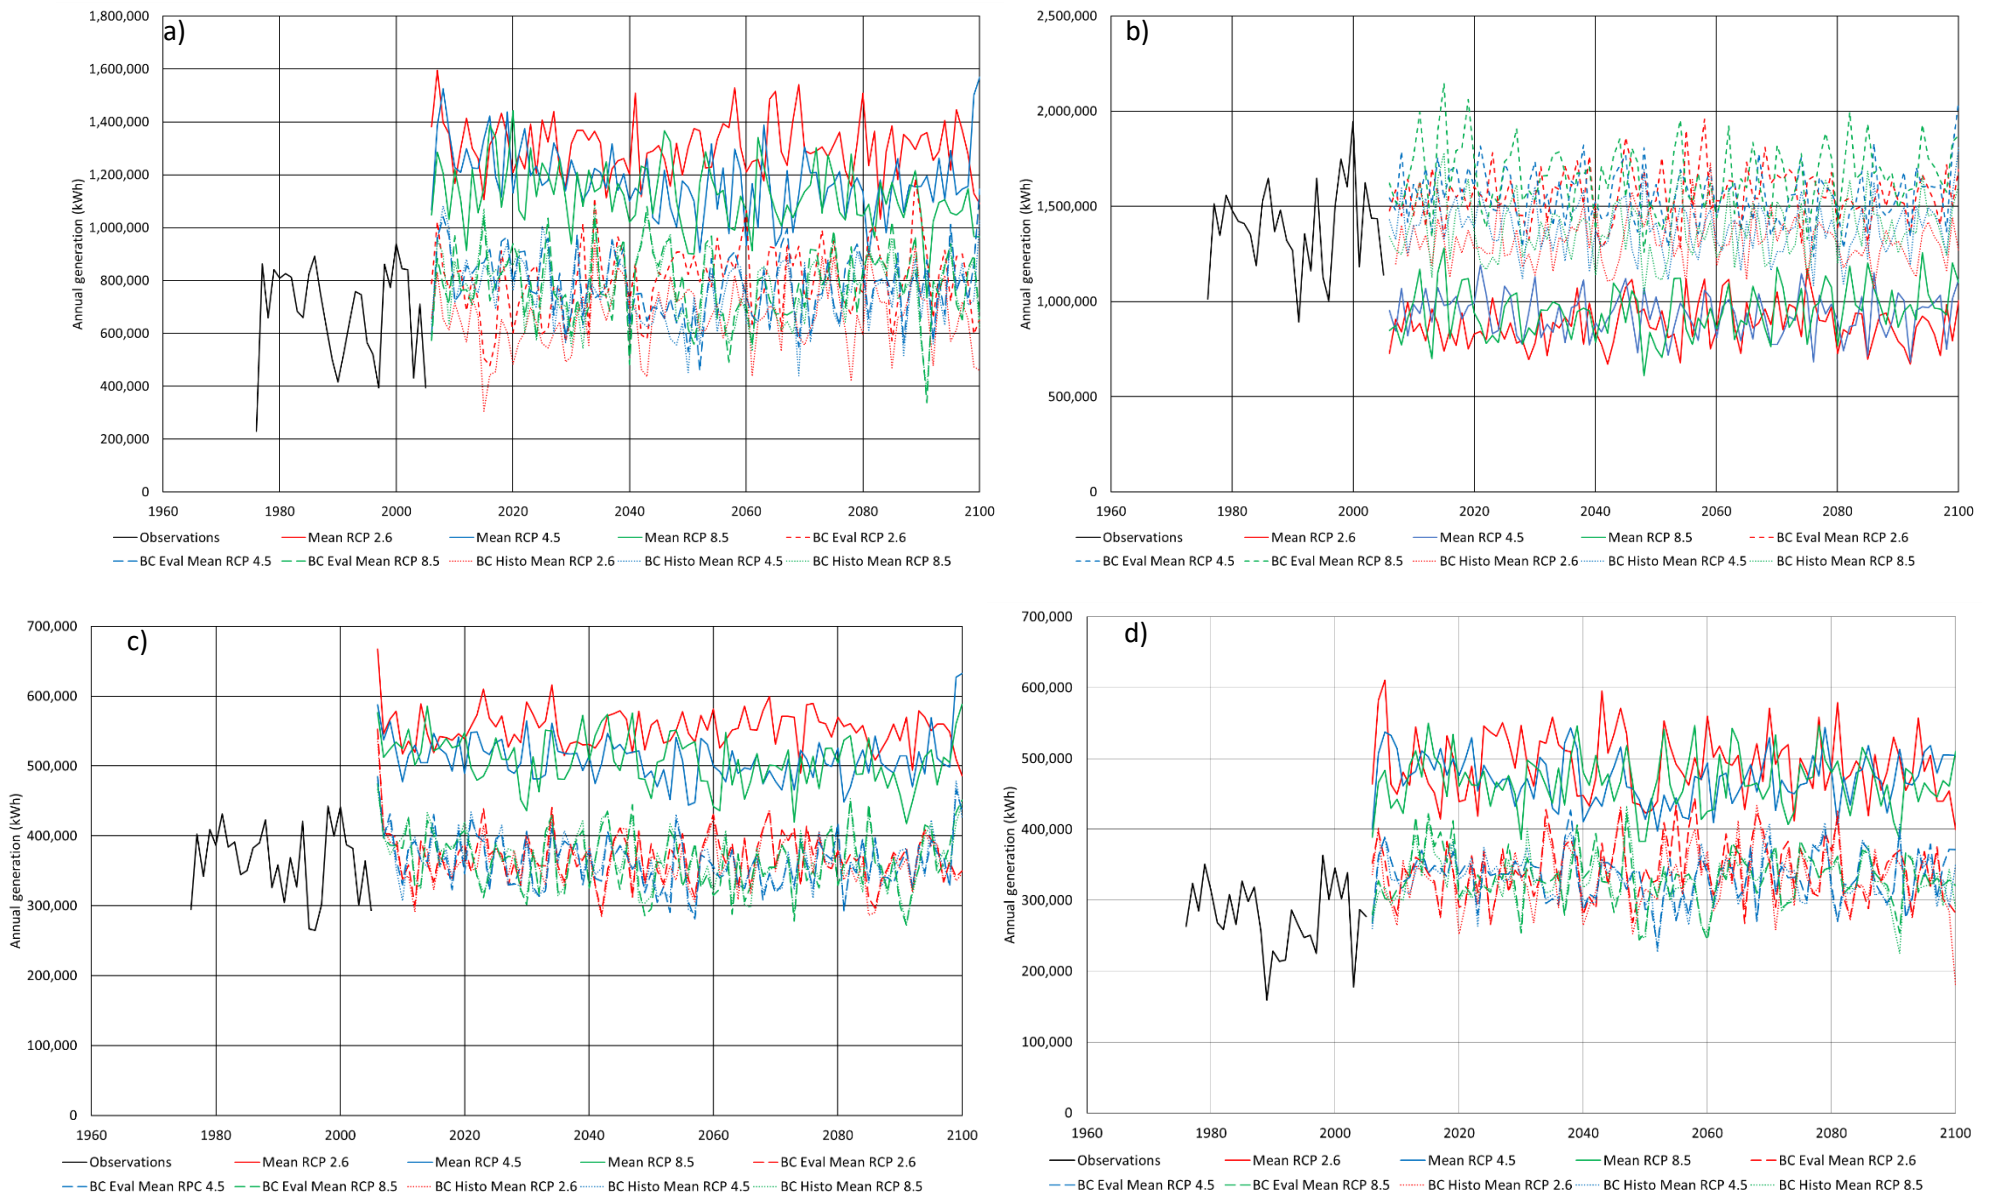 a)
1,800,000
1,600,000
1,400,000
1,200,000
1,000,000
800,000
600,000
400,000
200,000
0
Annual generation (kWh)
1960 1980 2000 2020 2040 2060 2080 2100
Observations Mean RCP 2.6 Mean RCP 4.5 Mean RCP 8.5 BC Eval RCP 2.6
BC Eval Mean RCP 4.5 BC Eval Mean RCP 8.5 BC Histo Mean RCP 2.6 BC Histo Mean RCP 4.5 BC Histo Mean RCP 8.5
b)
2,500,000
2,000,000
1,500,000
1,000,000
500,000
0
Annual generation (kWh)
1960 1980 2000 2020 2040 2060 2080 2100
Observations Mean RCP 2.6 Mean RCP 4.5 Mean RCP 8.5 BC Eval Mean RCP 2.6
BC Eval Mean RCP 4.5 BC Eval Mean RCP 8.5 BC Histo Mean RCP 2.6 BC Histo Mean RCP 4.5 BC Histo Mean RCP 8.5
c)
700,000
600,000
500,000
400,000
300,000
200,000
100,000
0
Annual generation (kWh)
1960 1980 2000 2020 2040 2060 2080 2100
Observations Mean RCP 2.6 Mean RCP 4.5 Mean RCP 8.5 BC Eval Mean RCP 2.6
BC Eval Mean RPC 4.5 BC Eval Mean RCP 8.5 BC Histo Mean RCP 2.6 BC Histo Mean RCP 4.5 BC Histo Mean RCP 8.5
d)
700,000
600,000
500,000
400,000
300,000
200,000
100,000
0
Annual generation (kWh)
1960 1980 2000 2020 2040 2060 2080 2100
Observations Mean RCP 2.6 Mean RCP 4.5 Mean RCP 8.5 BC Eval Mean RCP 2.6
BC Eval Mean RCP 4.5 BC Eval Mean RCP 8.5 BC Histo Mean RCP 2.6 BC Histo Mean RCP 4.5 BC Histo Mean RCP 8.5